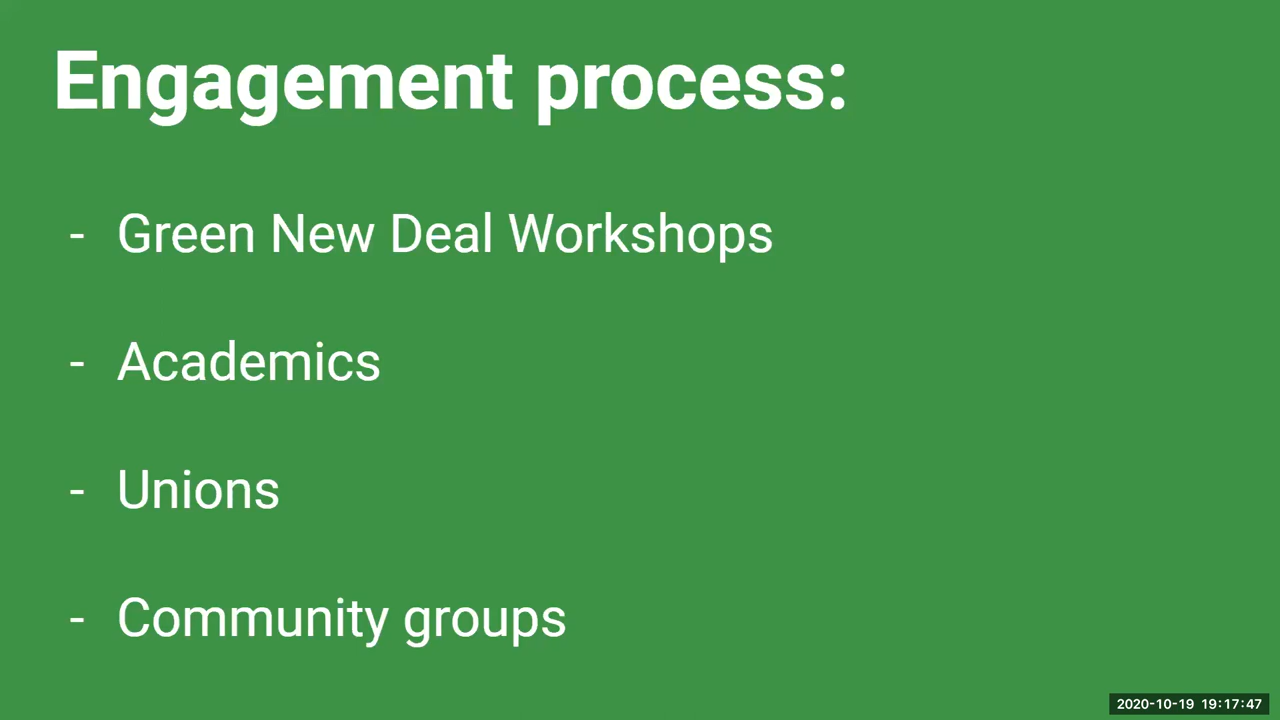 Engagement process:
- Green New Deal Workshops
- Academics
- Unions
- Community groups
2020-10-19 19:17:47